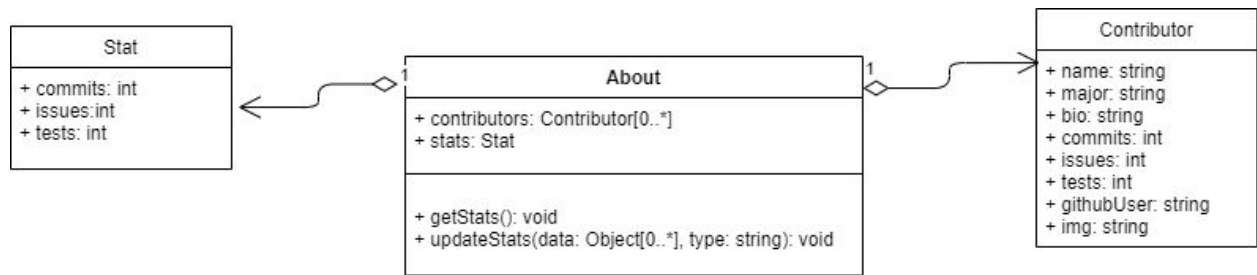 Stat
+ commits: int
+ issues:int
+ tests: int
1
About
1
+ contributors: Contributor[0..*]
+ stats: Stat
+ getStats(): void
+ updateStats(data: Object[0..*], type: string): void
Contributor
+ name: string
+ major: string
+ bio: string
+ commits: int
+ issues: int
+ tests: int
+ githubUser: string
+ img: string